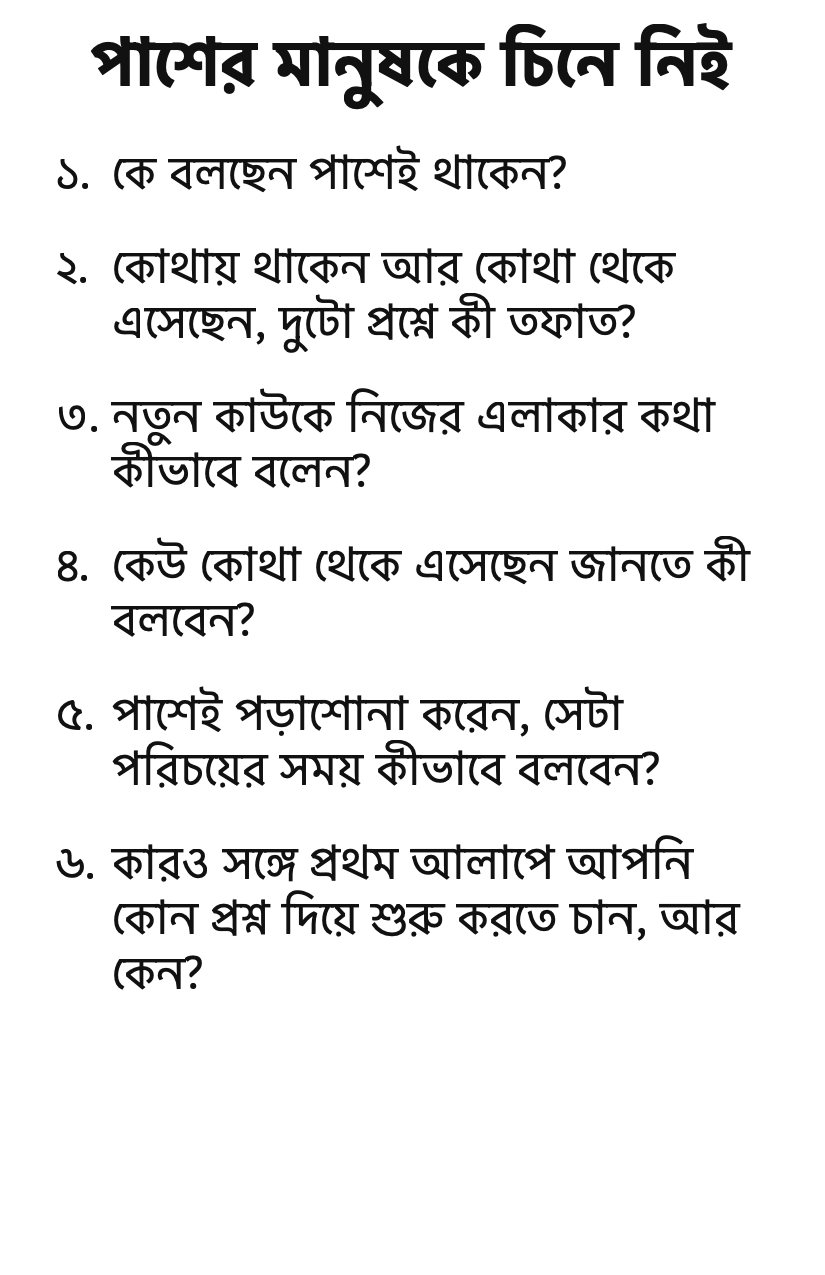 পাশের মানুষকে চিনে নিই
১. কে বলছেন পাশেই থাকেন?
২. কোথায় থাকেন আর কোথা থেকে
এসেছেন, দুটো প্রশ্নে কী তফাত?
৩. নতুন কাউকে নিজের এলাকার কথা
কীভাবে বলেন?
৪. কেউ কোথা থেকে এসেছেন জানতে কী
বলবেন?
৫. পাশেই পড়াশোনা করেন, সেটা
পরিচয়ের সময় কীভাবে বলবেন?
৬. কারও সঙ্গে প্রথম আলাপে আপনি
কোন প্রশ্ন দিয়ে শুরু করতে চান, আর
কেন?